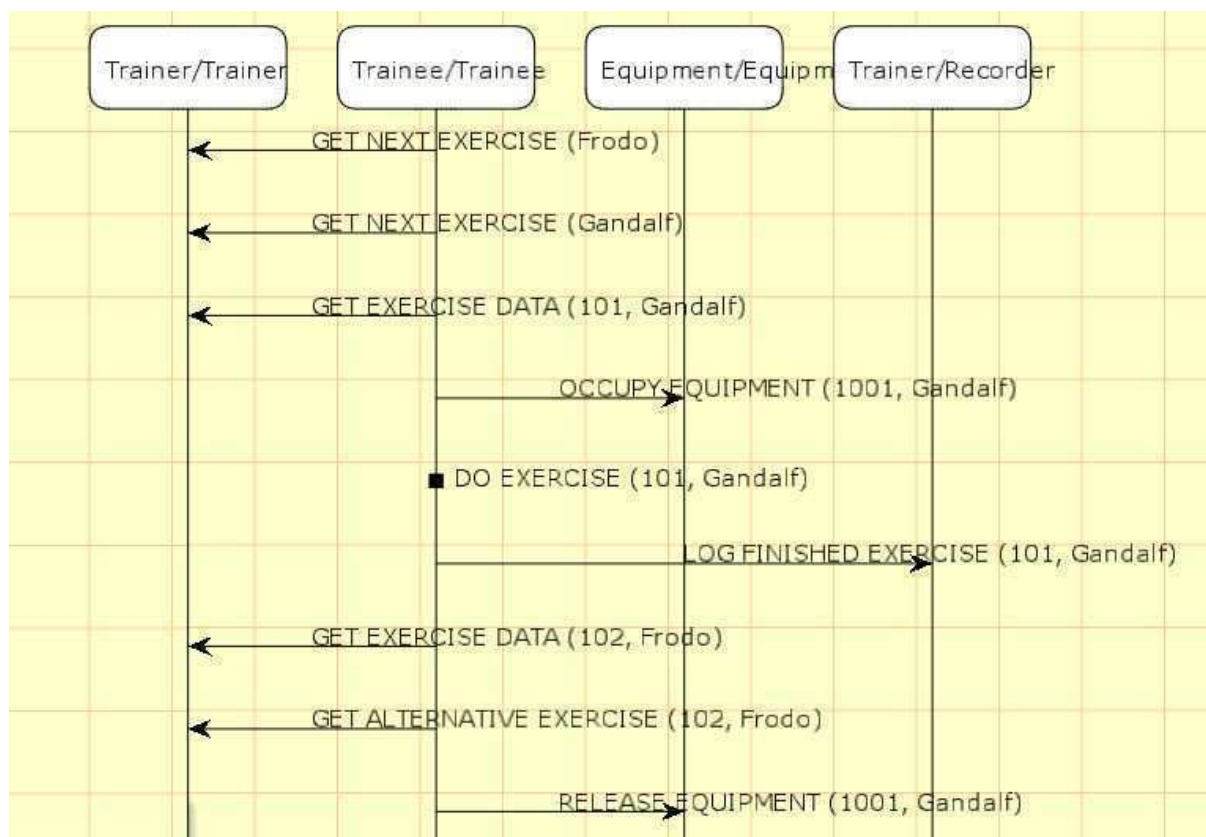 Trainer/Trainer
Trainee/Trainee
Equipment/Equipm
Trainer/Recorder
GET NEXT EXERCISE (Frodo)
GET NEXT EXERCISE (Gandalf)
GET EXERCISE DATA (101, Gandalf)
OCCUPY EQUIPMENT (1001, Gandalf)
DO EXERCISE (101, Gandalf)
LOG FINISHED EXERCISE (101, Gandalf)
GET EXERCISE DATA (102, Frodo)
GET ALTERNATIVE EXERCISE (102, Frodo)
RELEASE EQUIPMENT (1001, Gandalf)